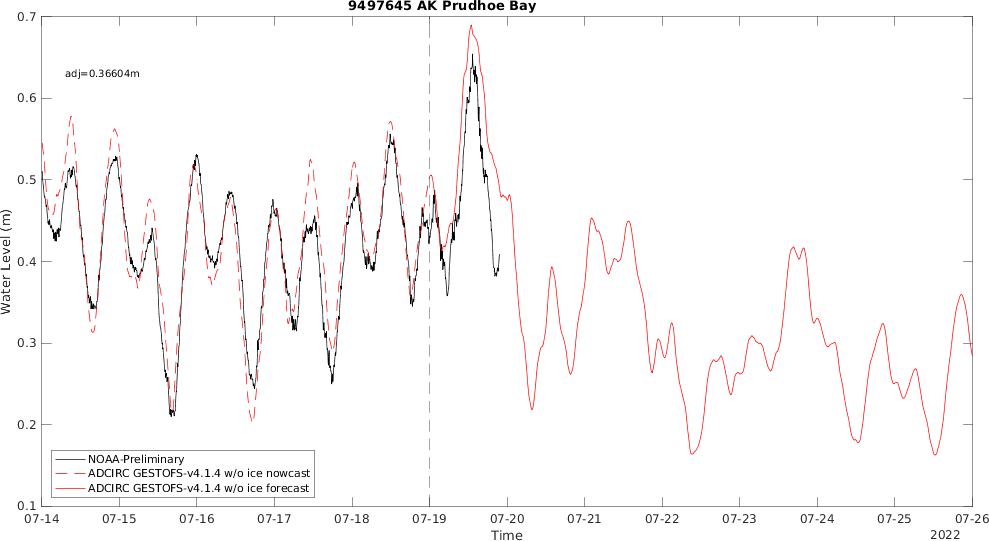 9497645 AK Prudhoe Bay
adj=0.36604m
0.7
0.6
0.5
0.4
0.3
0.2
0.1
Water Level (m)
NOAA-Preliminary
ADCIRC GESTOFS-v4.1.4 w/o ice nowcast
ADCIRC GESTOFS-v4.1.4 w/o ice forecast
07-14 07-15 07-16 07-17 07-18 07-19 07-20 07-21 07-22 07-23 07-24 07-25 07-26
Time
2022